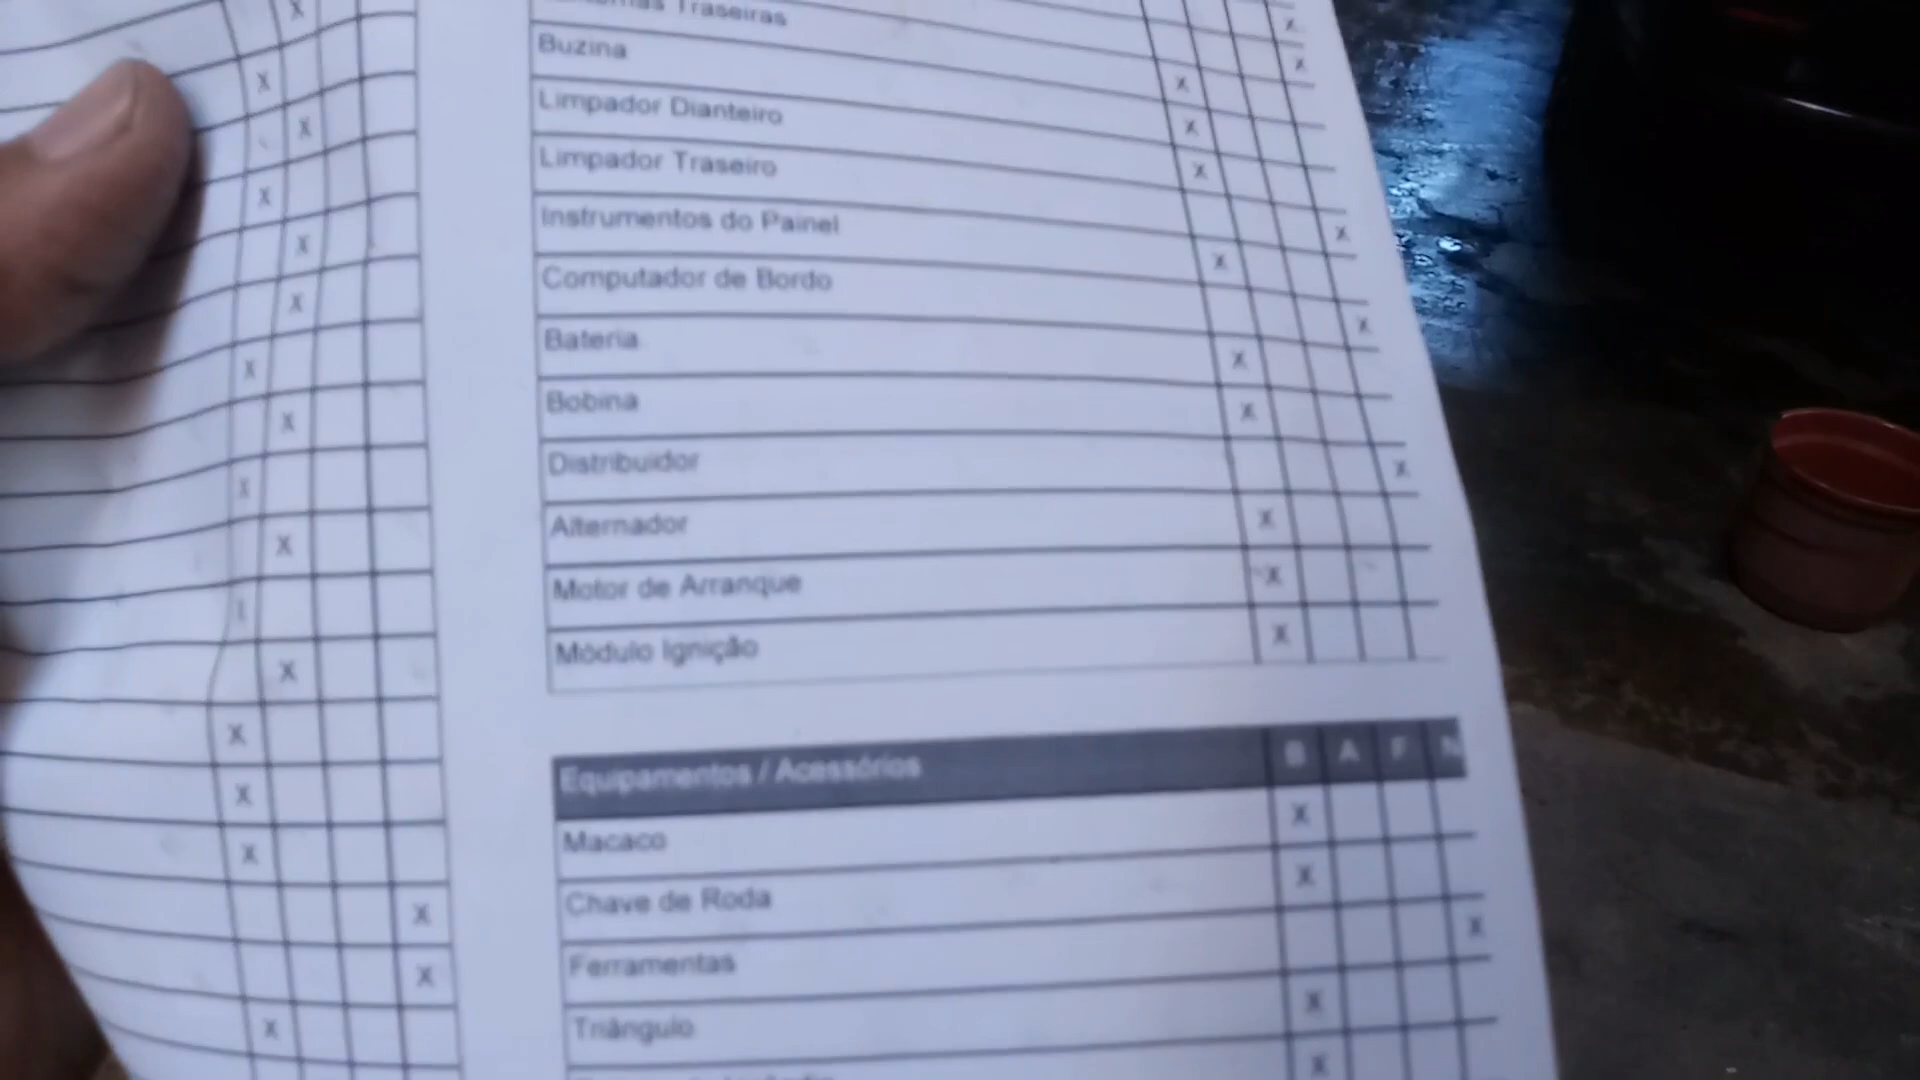 Traseiras X
Buzina X
Limpador Dianteiro X
Limpador Traseiro X
Instrumentos do Painel X
Computador de Bordo X
Bateria X
Bobina X
Distribuidor X
Alternador X
Motor de Arranque X
Módulo Ignição X
Equipamentos / Acessórios B A F N
Macaco X
Chave de Roda X
Ferramentas X
Triângulo X